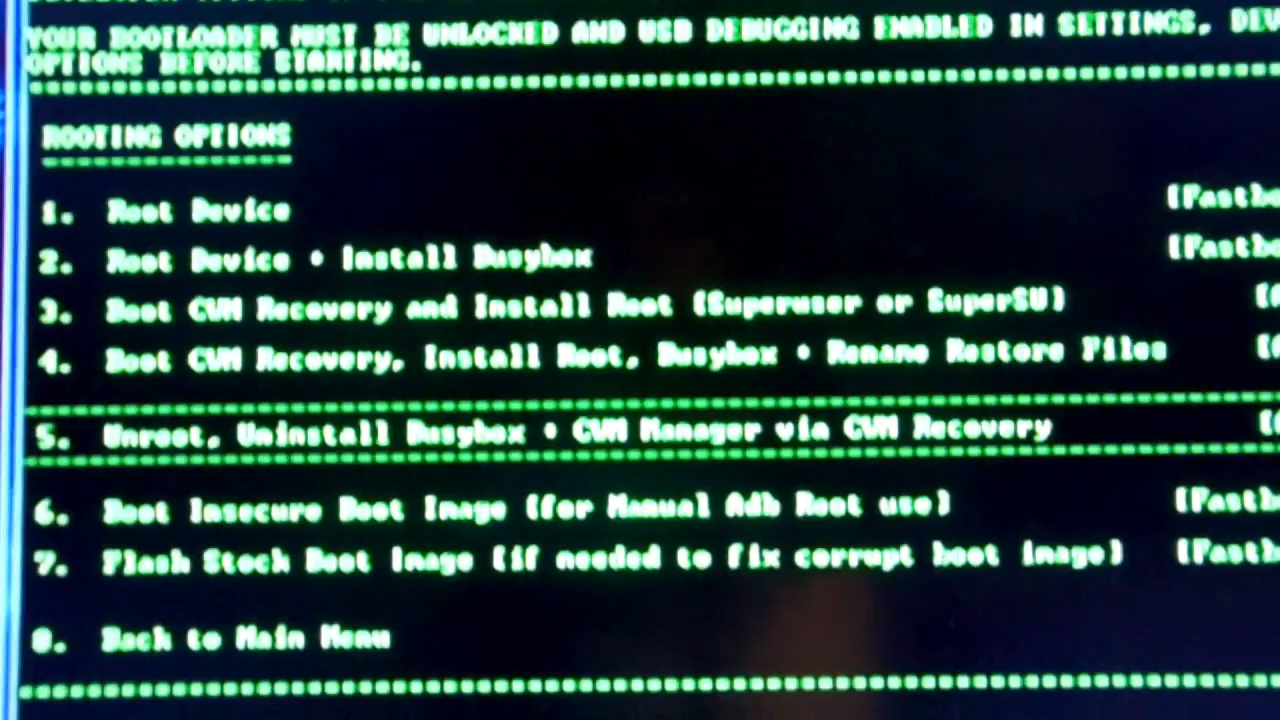 YOUR BOOTLOADER MUST BE UNLOCKED AND USB DEBUGGING ENABLED IN SETTINGS, DEV
OPTIONS BEFORE STARTING.
ROOTING OPTIONS
1. Root Device [Fastbo
2. Root Device + Install Busybox [Fastbo
3. Boot CWM Recovery and Install Root (Superuser or SuperSU)
4. Boot CWM Recovery, Install Root, Busybox + Rename Restore Files
5. Unroot, Uninstall Busybox + CWM Manager via CWM Recovery
6. Boot Insecure Boot Image (for Manual Adb Root use) [Fastb
7. Flash Stock Boot Image (if needed to fix corrupt boot image) [Fastb
8. Back to Main Menu